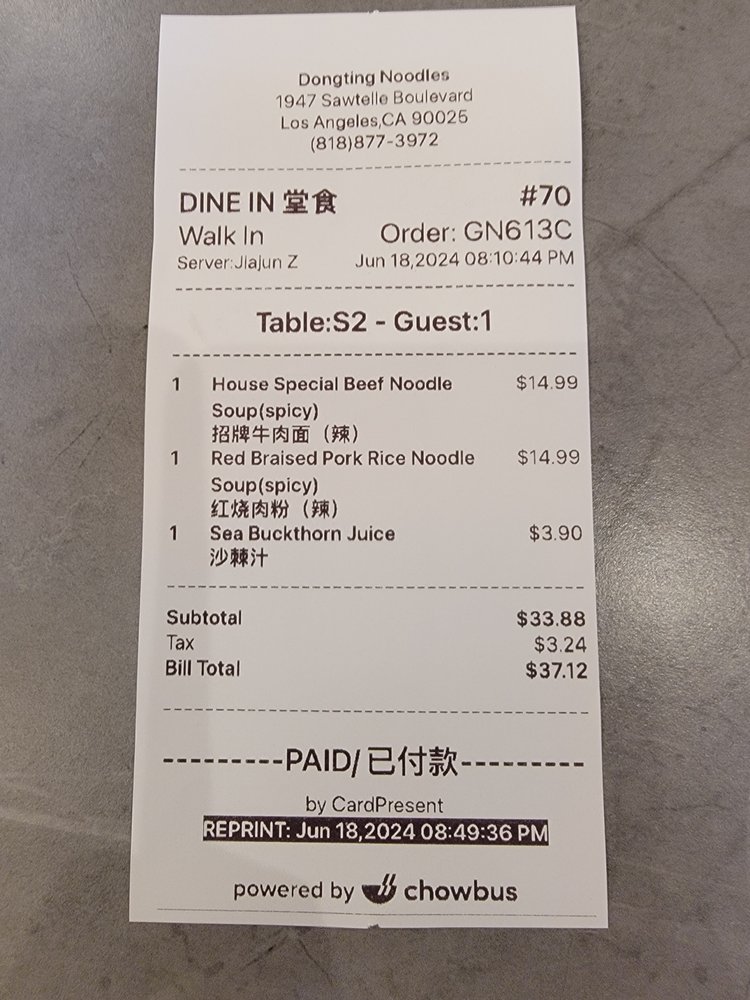 Dongting Noodles
1947 Sawtelle Boulevard
Los Angeles,CA 90025
(818)877-3972
DINE IN 堂食 #70
Walk In Order: GN613C
Server:Jiajun Z Jun 18,2024 08:10:44 PM
Table:S2 - Guest:1
1 House Special Beef Noodle $14.99
Soup(spicy)
招牌牛肉面（辣）
1 Red Braised Pork Rice Noodle $14.99
Soup(spicy)
红烧肉粉（辣）
1 Sea Buckthorn Juice $3.90
沙棘汁
Subtotal $33.88
Tax $3.24
Bill Total $37.12
---------PAID/已付款---------
by CardPresent
REPRINT: Jun 18,2024 08:49:36 PM
powered by chowbus